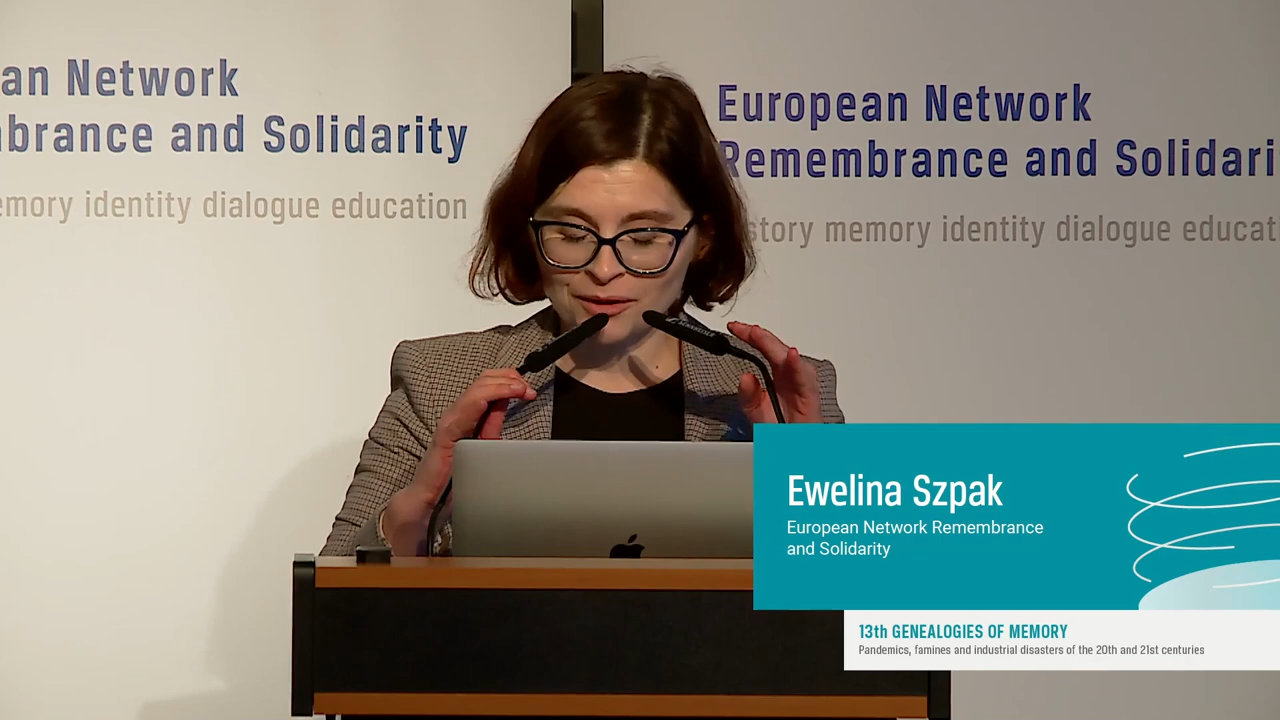 an Network
brance and Solidarity
emory identity dialogue education
European Network
Remembrance and Solidari
story memory identity dialogue educat
SENNHEISER
Ewelina Szpak
European Network Remembrance
and Solidarity
13th GENEALOGIES OF MEMORY
Pandemics, famines and industrial disasters of the 20th and 21st centuries